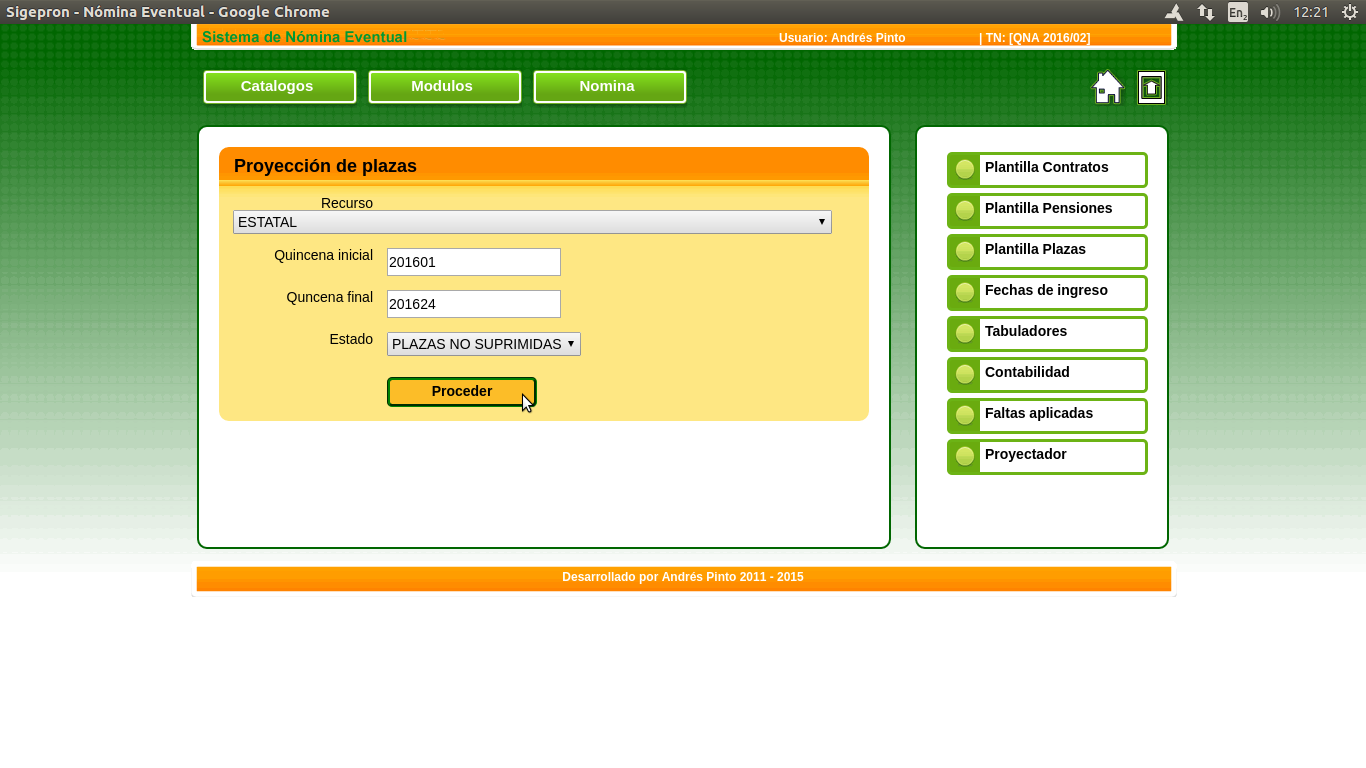 Sigepron - Nómina Eventual - Google Chrome
En₂ 12:21
Sistema de Nómina Eventual Usuario: Andrés Pinto | TN: [QNA 2016/02]
Catalogos Modulos Nomina
Proyección de plazas
Recurso
ESTATAL
Quincena inicial 201601
Quncena final 201624
Estado PLAZAS NO SUPRIMIDAS
Proceder
Plantilla Contratos
Plantilla Pensiones
Plantilla Plazas
Fechas de ingreso
Tabuladores
Contabilidad
Faltas aplicadas
Proyectador
Desarrollado por Andrés Pinto 2011 - 2015